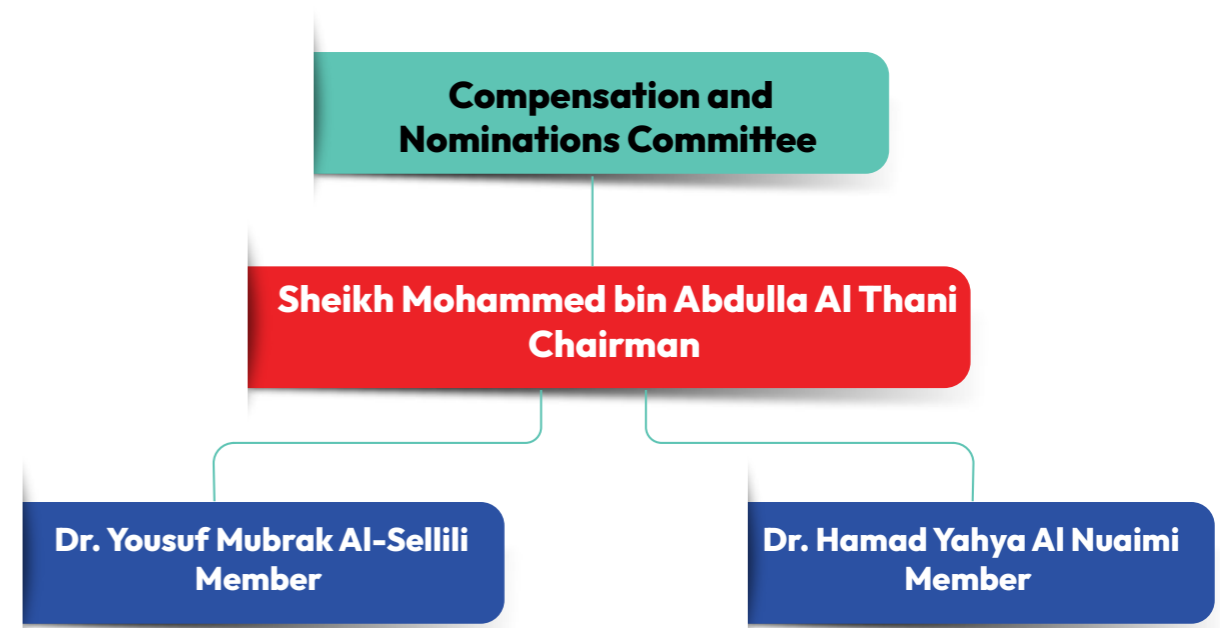 Compensation and
Nominations Committee
Sheikh Mohammed bin Abdulla Al Thani
Chairman
Dr. Yousuf Mubrak Al-Sellili
Member
Dr. Hamad Yahya Al Nuaimi
Member